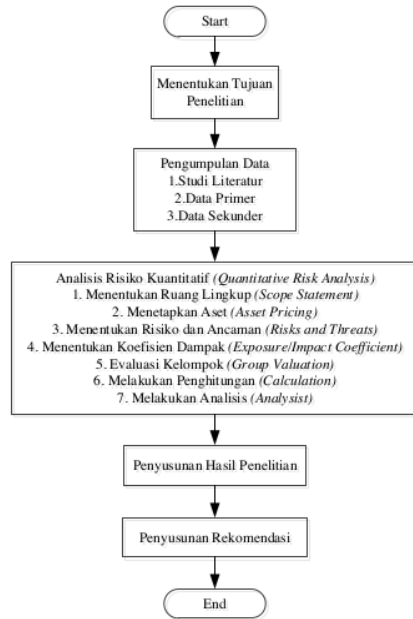 Start
Menentukan Tujuan
Penelitian
Pengumpulan Data
1.Studi Literatur
2.Data Primer
3.Data Sekunder
Analisis Risiko Kuantitatif (Quantitative Risk Analysis)
1. Menentukan Ruang Lingkup (Scope Statement)
2. Menetapkan Aset (Asset Pricing)
3. Menentukan Risiko dan Ancaman (Risks and Threats)
4. Menentukan Koefisien Dampak (Exposure/Impact Coefficient)
5. Evaluasi Kelompok (Group Valuation)
6. Melakukan Penghitungan (Calculation)
7. Melakukan Analisis (Analysist)
Penyusunan Hasil Penelitian
Penyusunan Rekomendasi
End